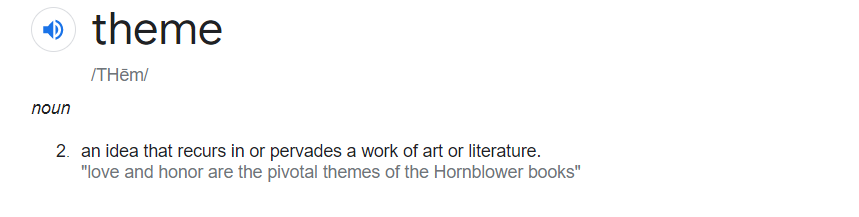 theme
/THēm/
noun
2. an idea that recurs in or pervades a work of art or literature.
"love and honor are the pivotal themes of the Hornblower books"